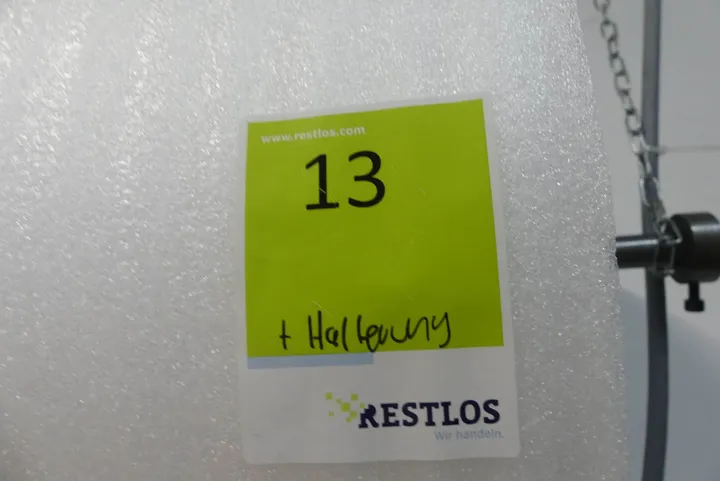 www.restlos.com
13
+ Halterung
RESTLOS
Wir handeln.